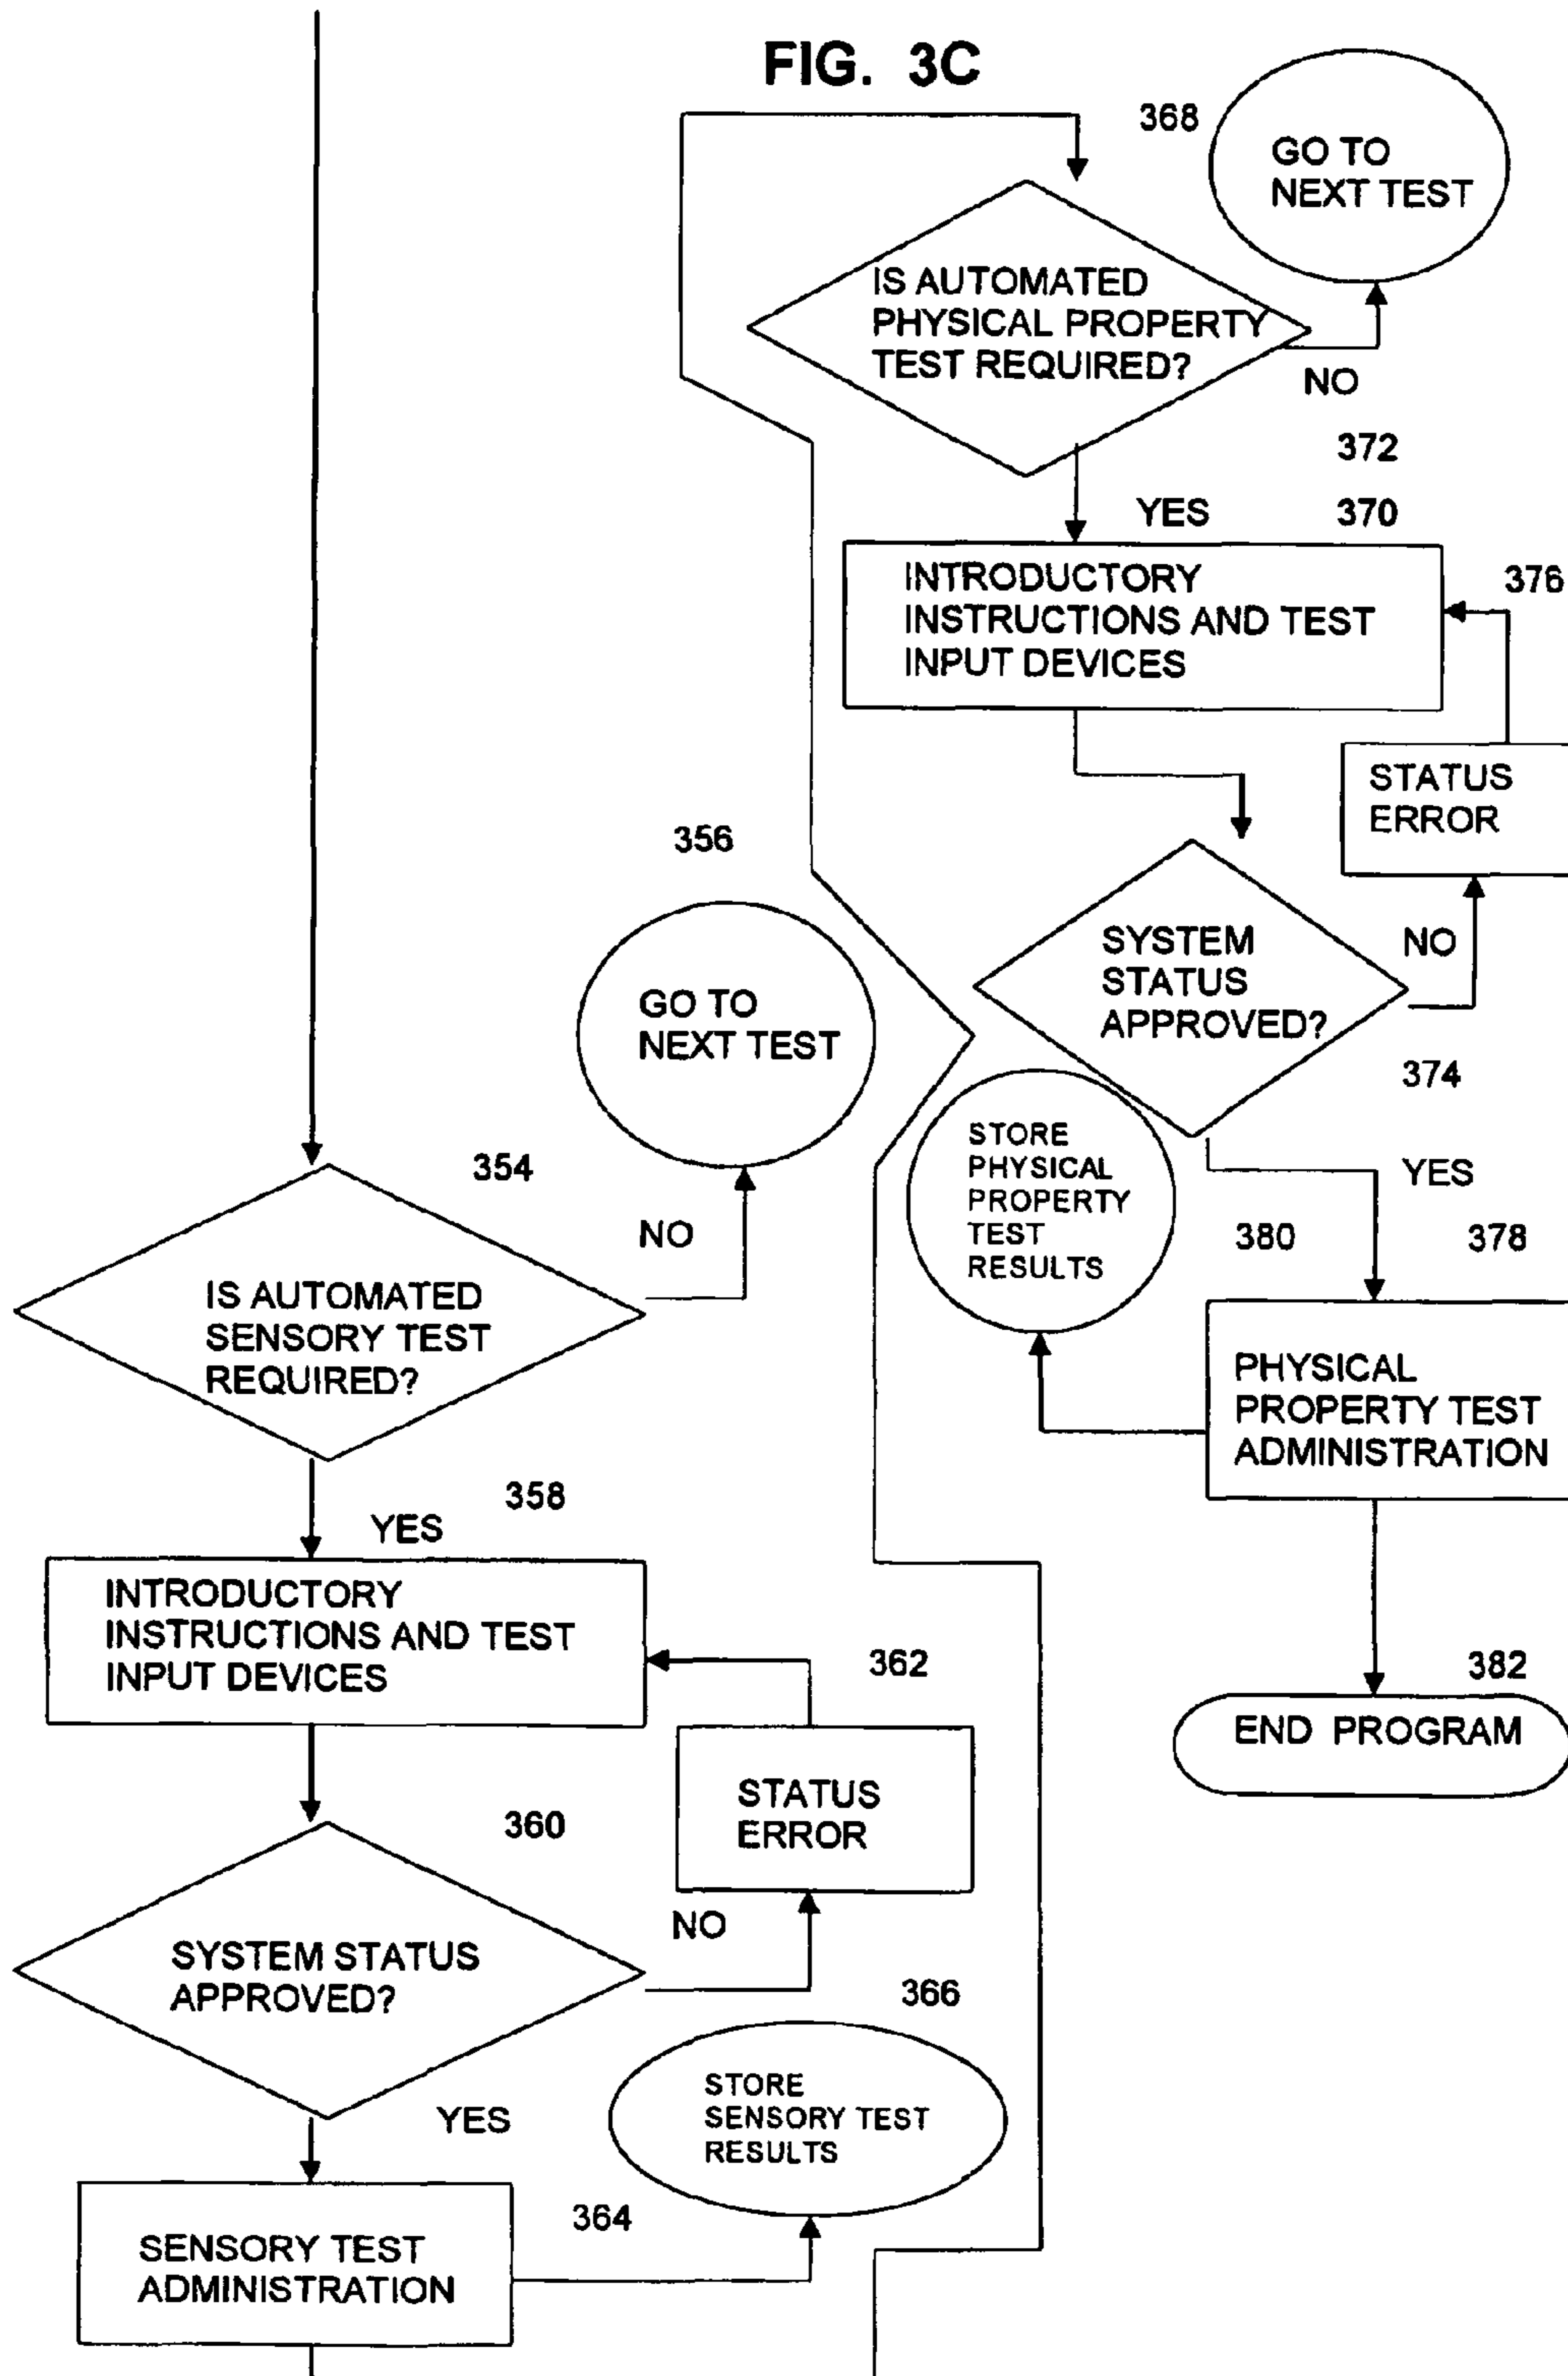 FIG. 3C
368
GO TO
NEXT TEST
IS AUTOMATED
PHYSICAL PROPERTY
TEST REQUIRED?
NO
372
YES
370
INTRODUCTORY
INSTRUCTIONS AND TEST
INPUT DEVICES
376
STATUS
ERROR
SYSTEM
STATUS
APPROVED?
NO
374
YES
STORE
PHYSICAL
PROPERTY
TEST
RESULTS
380
378
PHYSICAL
PROPERTY TEST
ADMINISTRATION
382
END PROGRAM
356
GO TO
NEXT TEST
354
NO
IS AUTOMATED
SENSORY TEST
REQUIRED?
358
YES
INTRODUCTORY
INSTRUCTIONS AND TEST
INPUT DEVICES
362
STATUS
ERROR
360
NO
SYSTEM STATUS
APPROVED?
366
YES
STORE
SENSORY TEST
RESULTS
364
SENSORY TEST
ADMINISTRATION